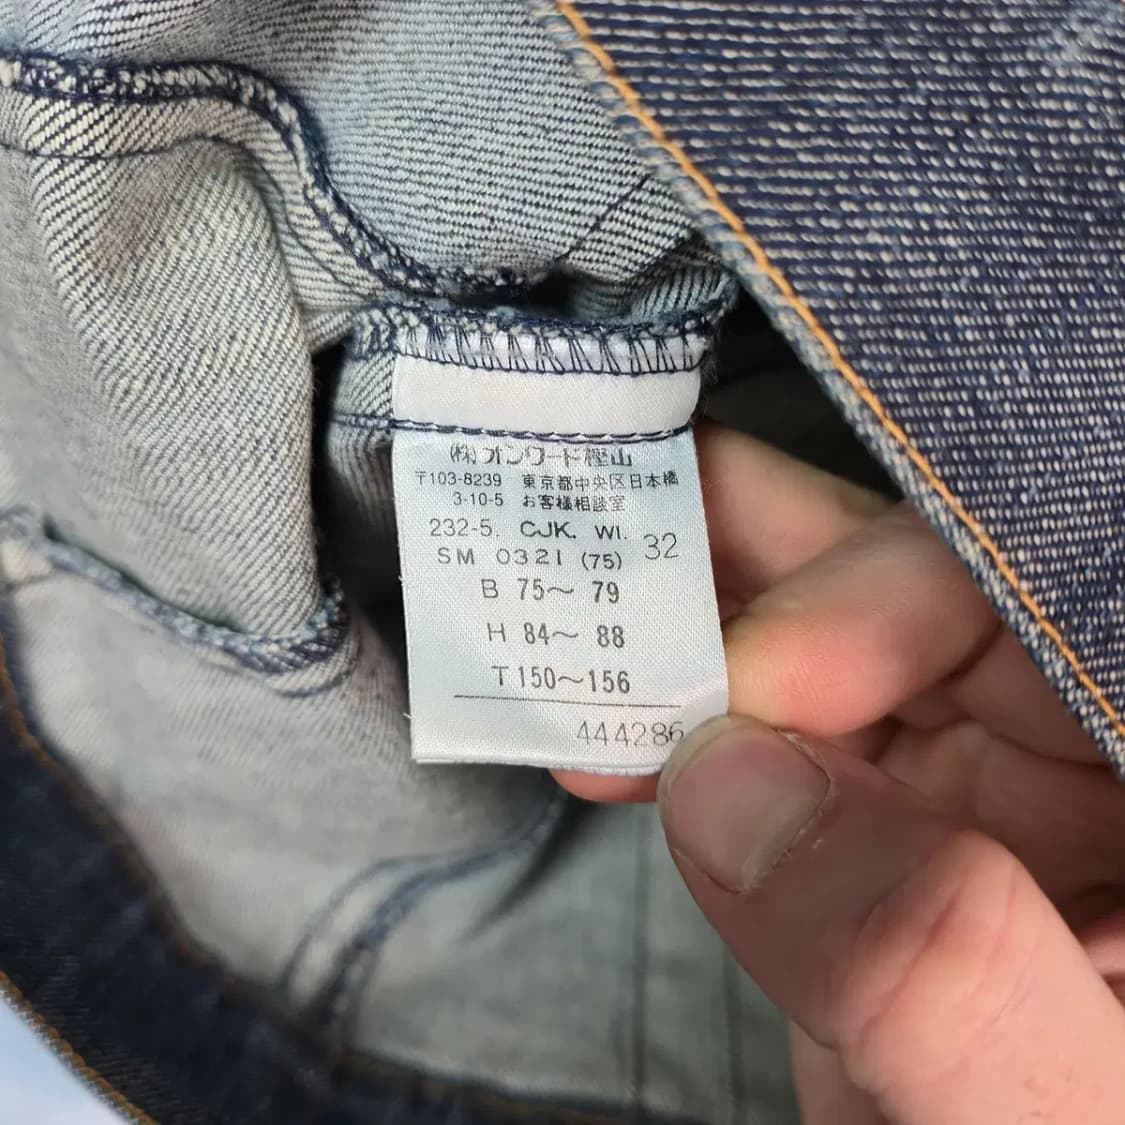 (株)オンワード樫山
〒103-8239 東京都中央区日本橋
3-10-5 お客様相談室
232-5. CJK. WI. 32
SM 0321 (75)
B 75〜 79
H 84〜 88
T 150〜156
444286